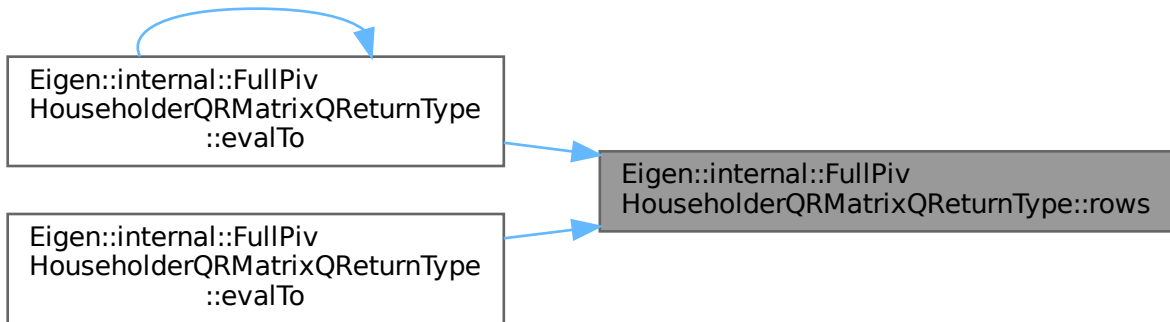 Eigen::internal::FullPiv
HouseholderQRMatrixQReturnType
::evalTo
Eigen::internal::FullPiv
HouseholderQRMatrixQReturnType::rows
Eigen::internal::FullPiv
HouseholderQRMatrixQReturnType
::evalTo